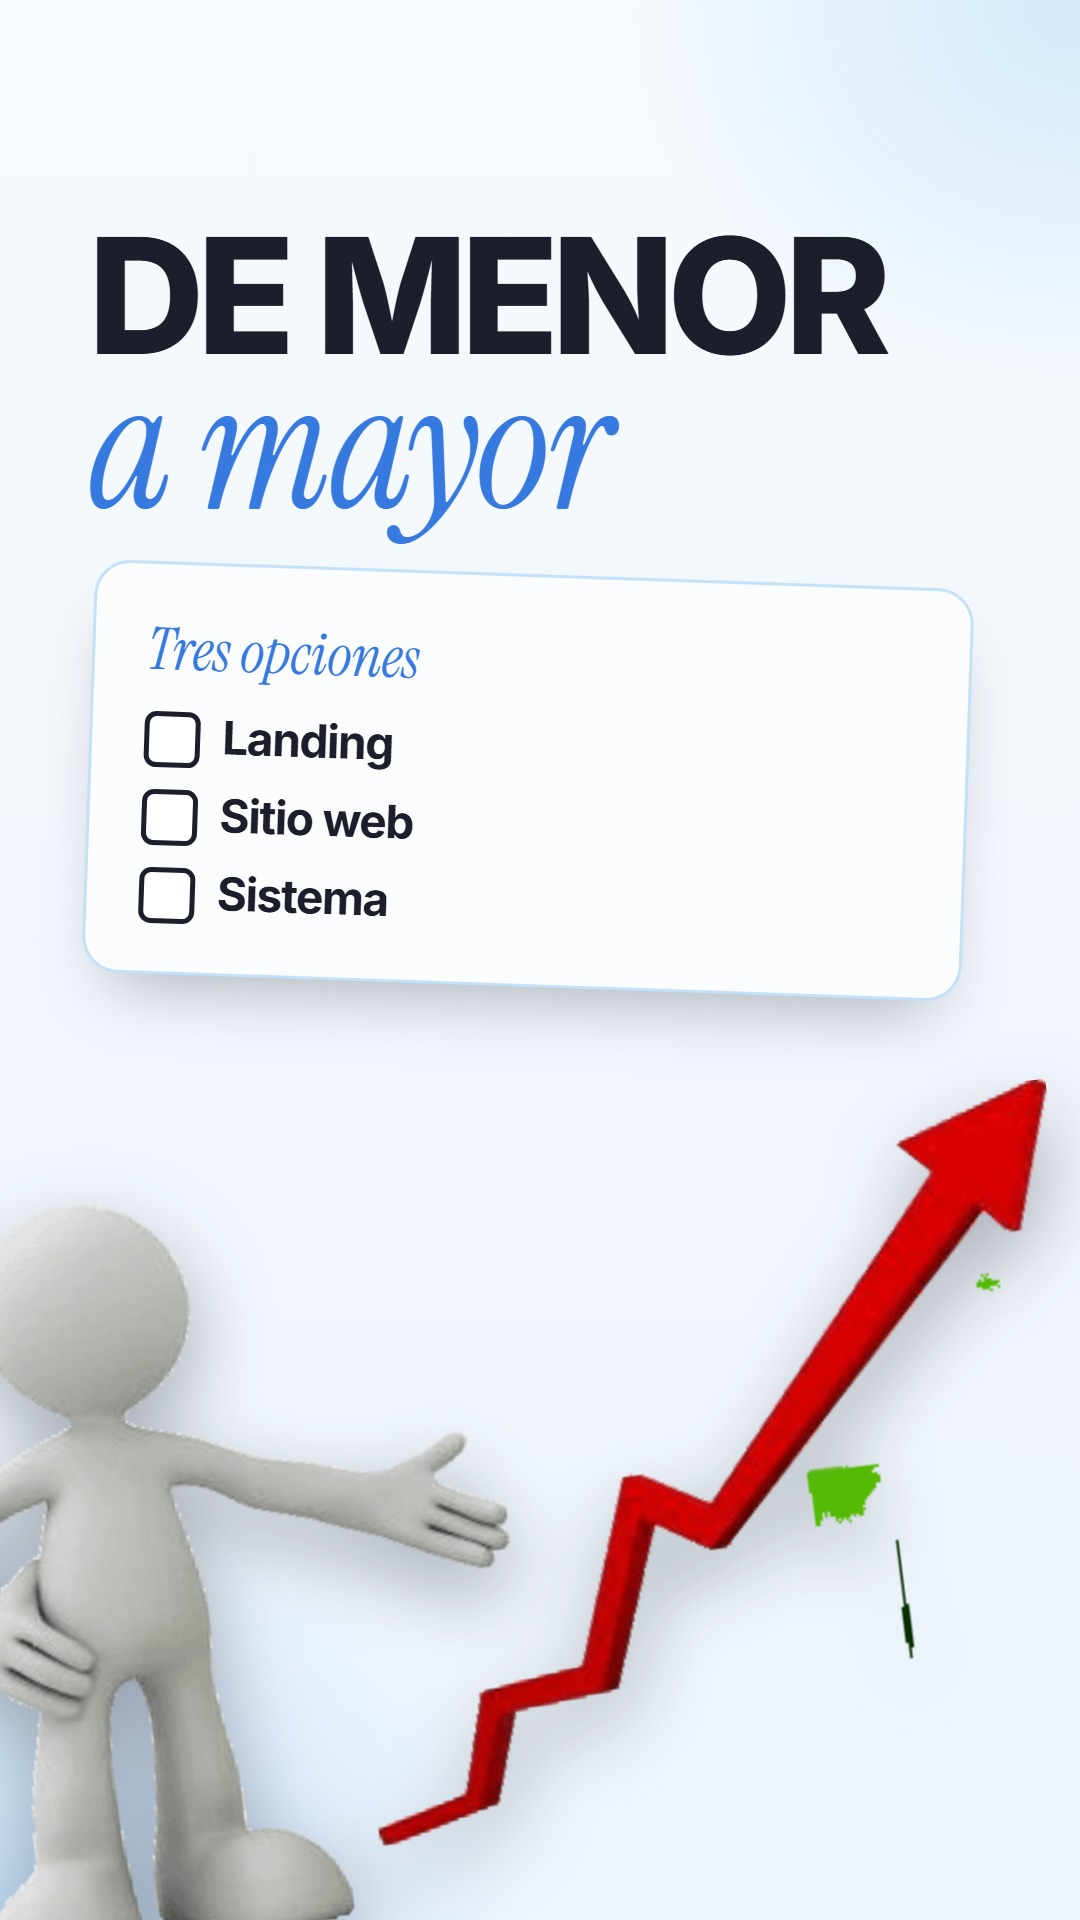 DE MENOR
a mayor
Tres opciones
Landing
Sitio web
Sistema